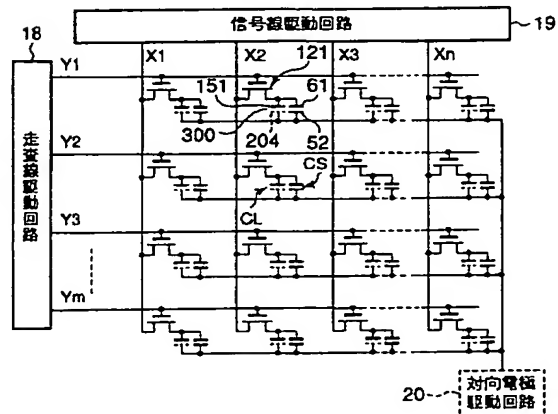 信号線駆動回路
19
18
走査線駆動回路
X1 X2 121 X3 Xn
Y1
151 61
300 204 52
Y2
CL CS
Y3
Ym
20
対向電極
駆動回路